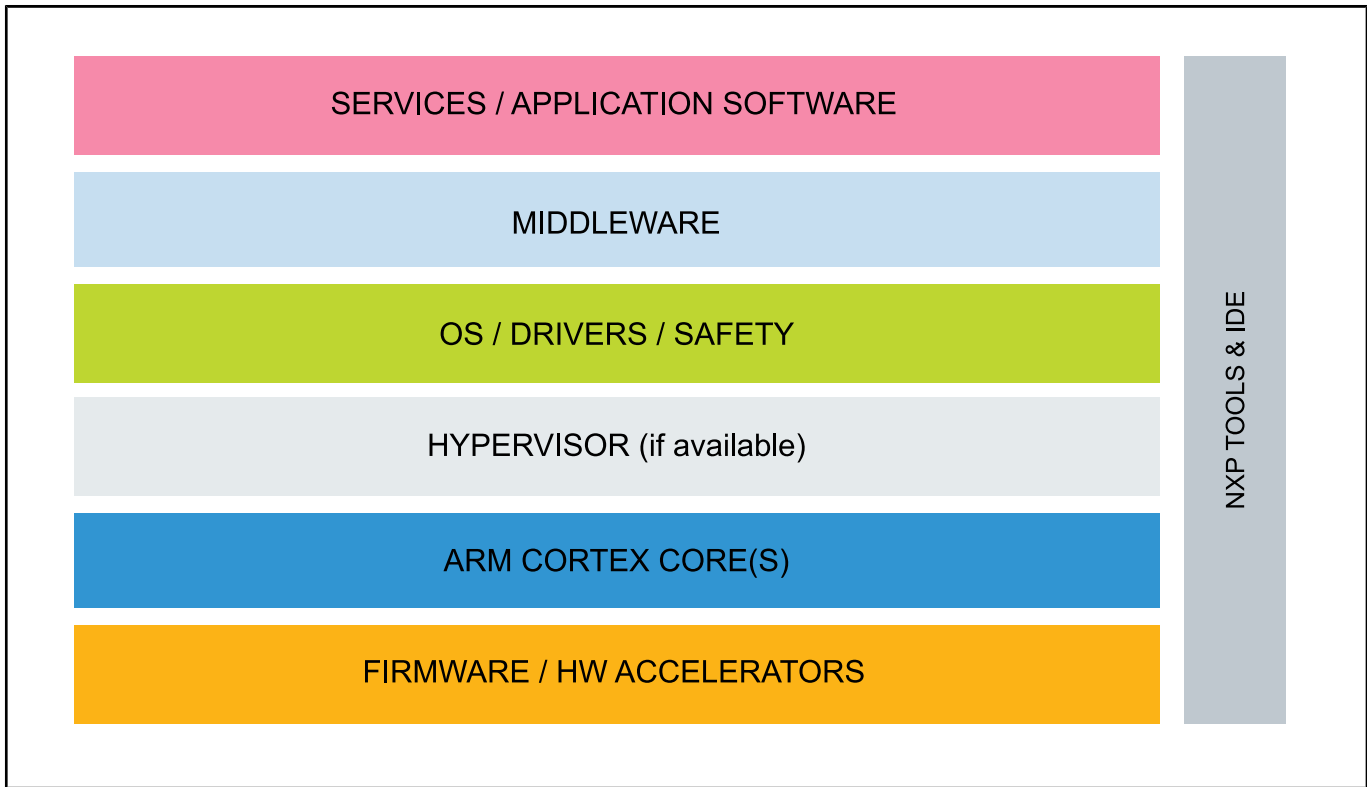 SERVICES / APPLICATION SOFTWARE
MIDDLEWARE
OS / DRIVERS / SAFETY
HYPERVISOR (if available)
ARM CORTEX CORE(S)
FIRMWARE / HW ACCELERATORS
NXP TOOLS & IDE